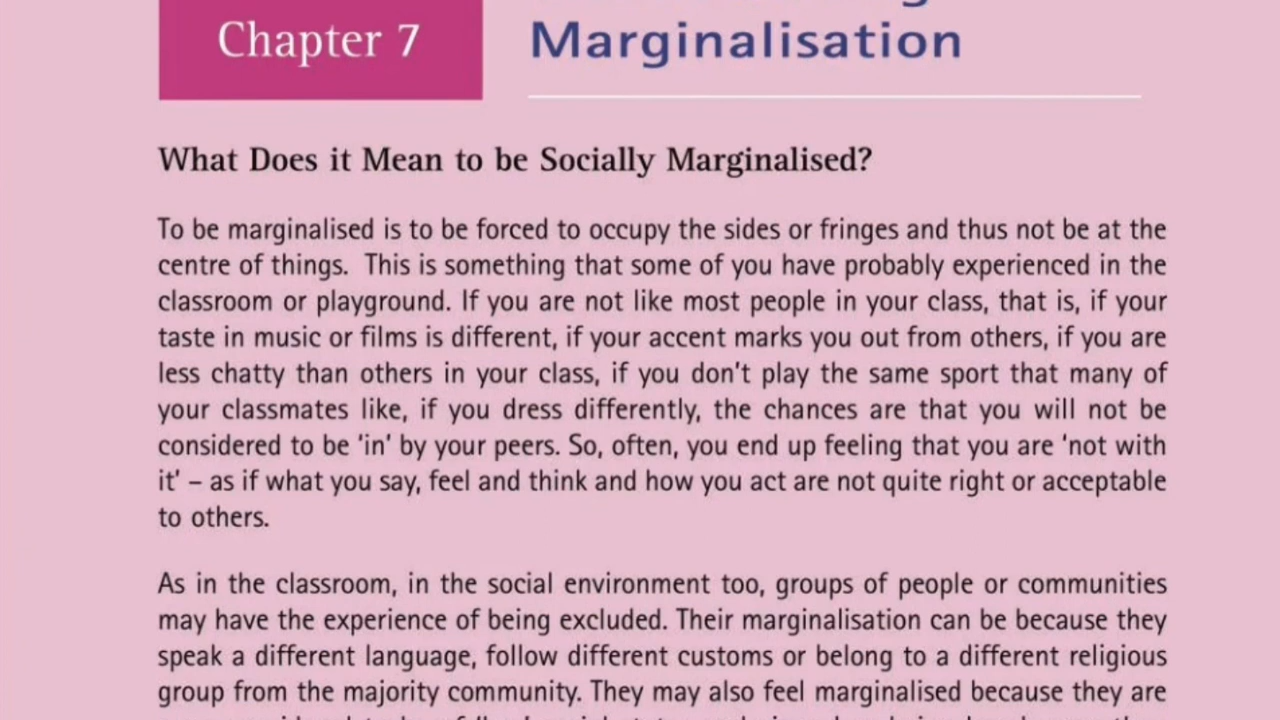 Chapter 7
Marginalisation
What Does it Mean to be Socially Marginalised?
To be marginalised is to be forced to occupy the sides or fringes and thus not be at the
centre of things. This is something that some of you have probably experienced in the
classroom or playground. If you are not like most people in your class, that is, if your
taste in music or films is different, if your accent marks you out from others, if you are
less chatty than others in your class, if you don't play the same sport that many of
your classmates like, if you dress differently, the chances are that you will not be
considered to be 'in' by your peers. So, often, you end up feeling that you are 'not with
it' – as if what you say, feel and think and how you act are not quite right or acceptable
to others.
As in the classroom, in the social environment too, groups of people or communities
may have the experience of being excluded. Their marginalisation can be because they
speak a different language, follow different customs or belong to a different religious
group from the majority community. They may also feel marginalised because they are